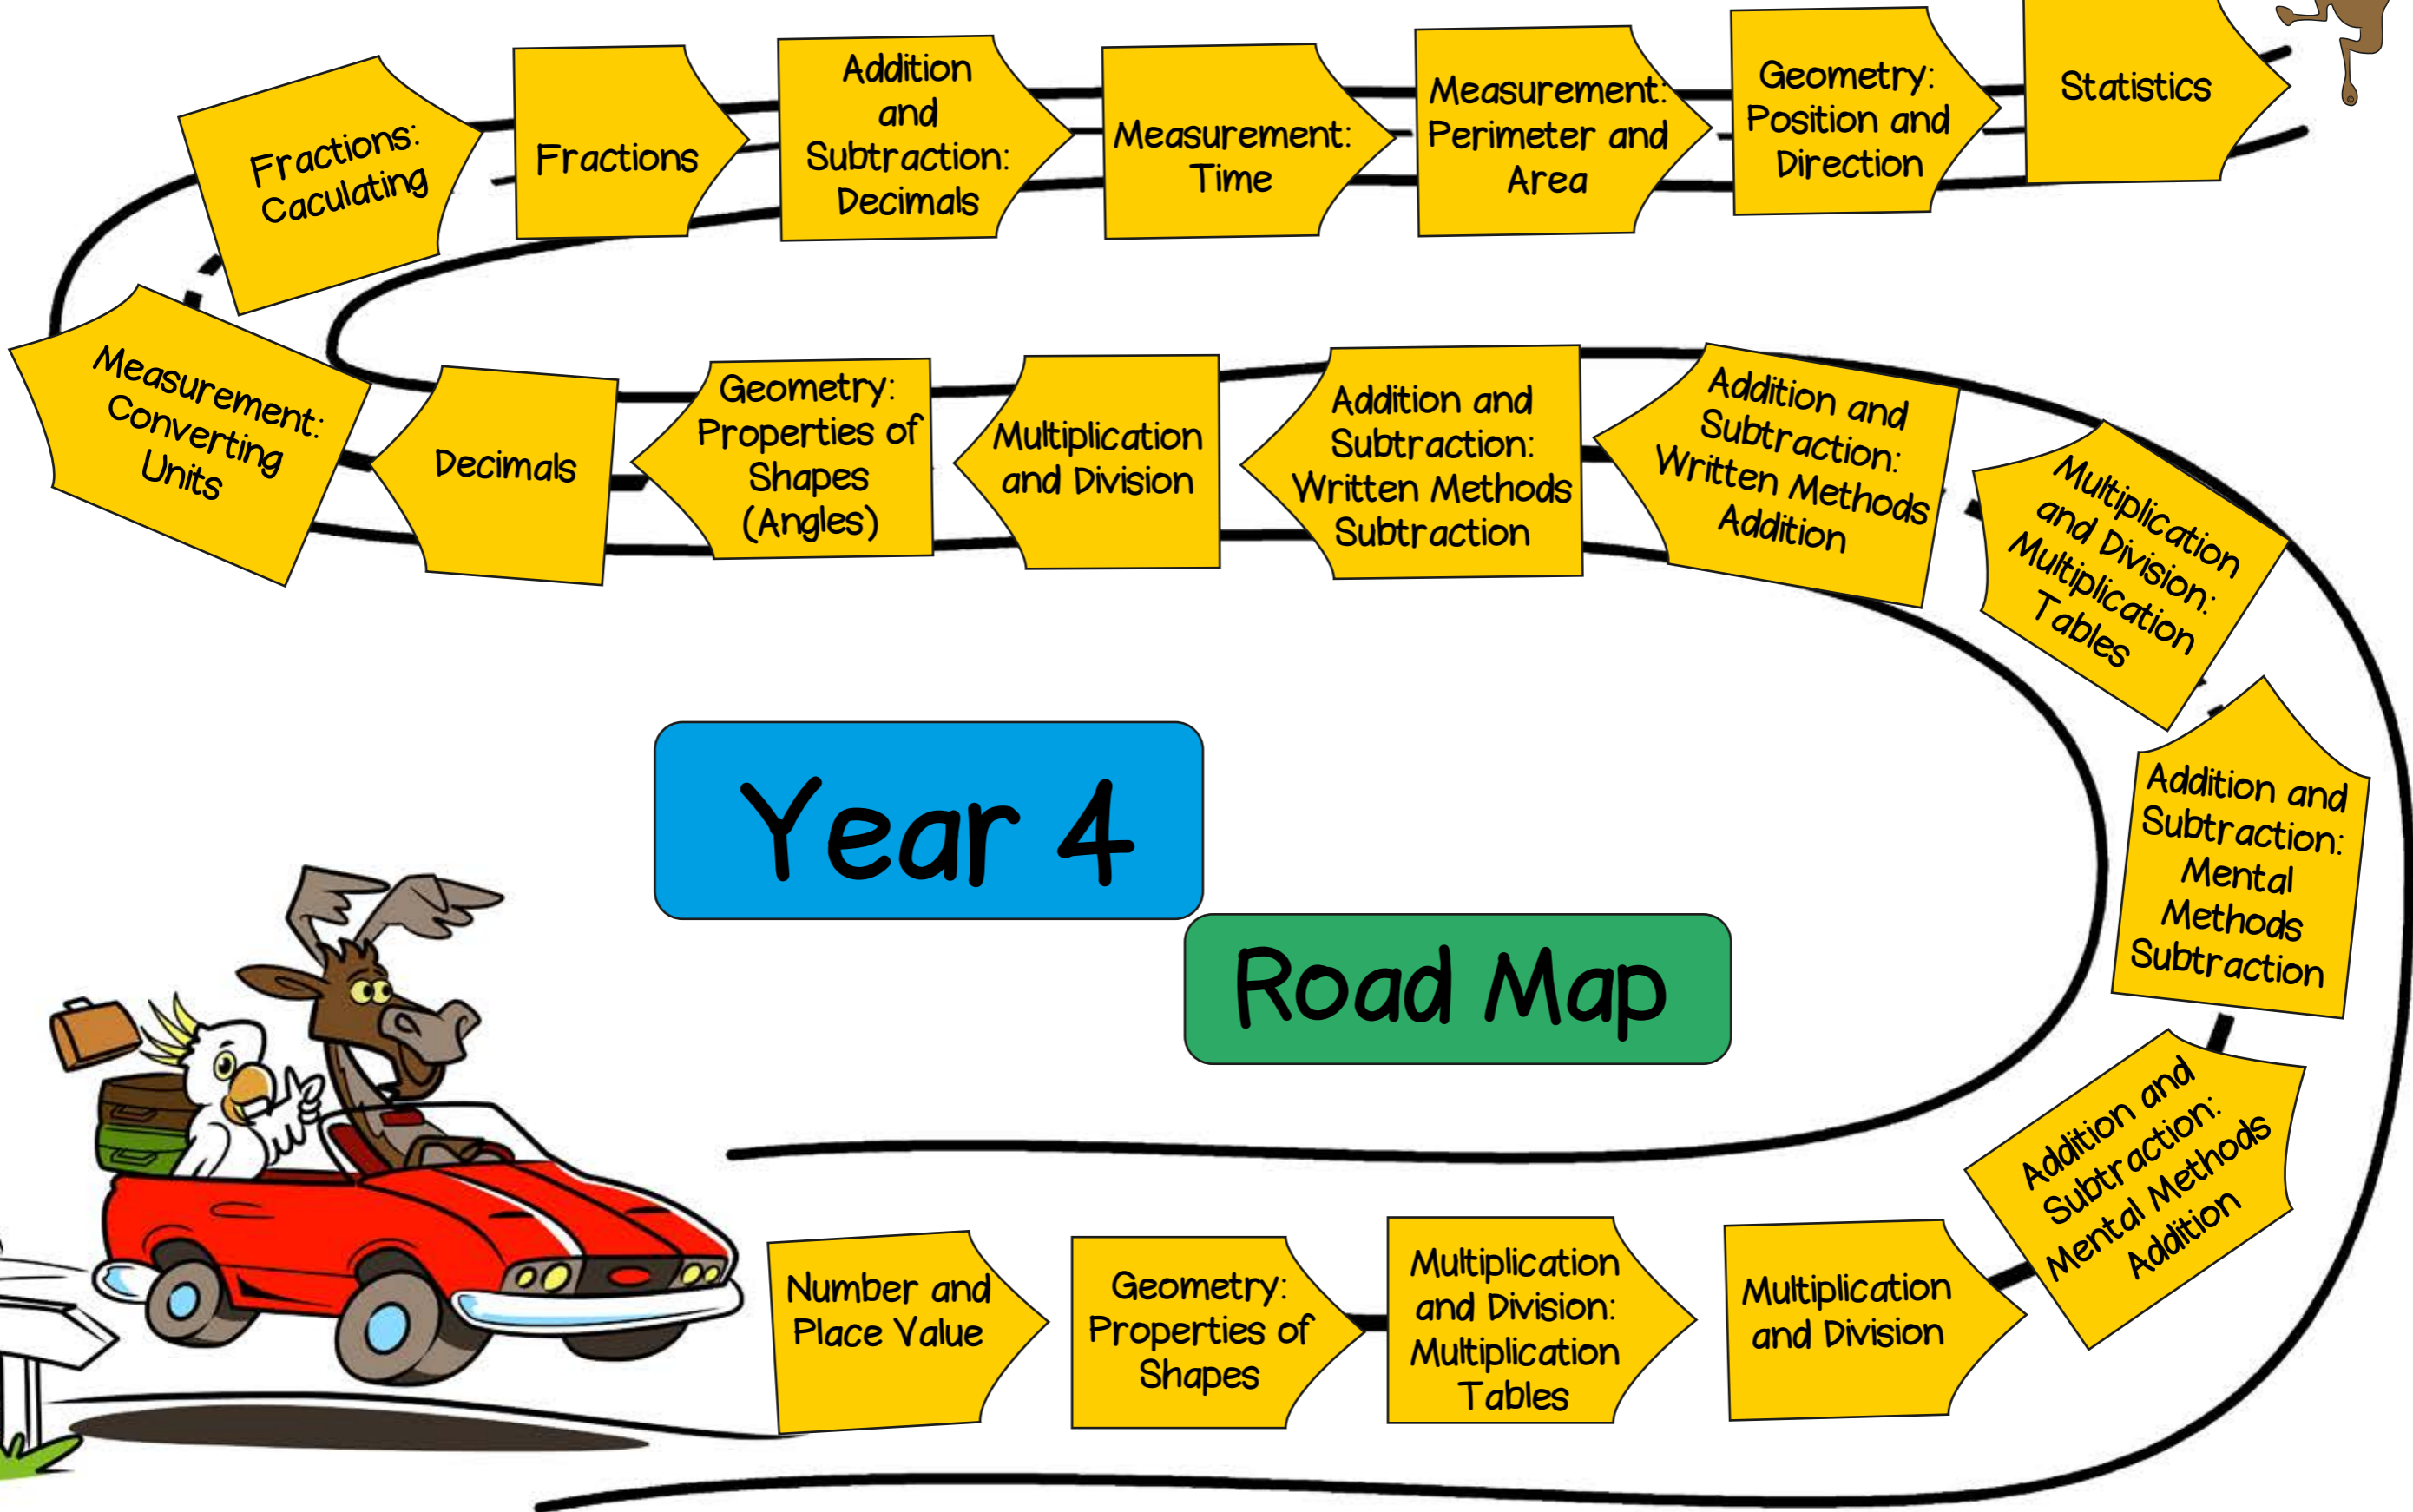 Fractions:
Caculating
Fractions
Addition
and
Subtraction:
Decimals
Measurement:
Time
Measurement:
Perimeter and
Area
Geometry:
Position and
Direction
Statistics
Measurement:
Converting
Units
Decimals
Geometry:
Properties of
Shapes
(Angles)
Multiplication
and Division
Addition and
Subtraction:
Written Methods
Subtraction
Addition and
Subtraction:
Written Methods
Addition
Multiplication
and Division:
Multiplication
Tables
Addition and
Subtraction:
Mental
Methods
Subtraction
Year 4
Road Map
Addition and
Subtraction:
Mental Methods
Addition
Number and
Place Value
Geometry:
Properties of
Shapes
Multiplication
and Division:
Multiplication
Tables
Multiplication
and Division